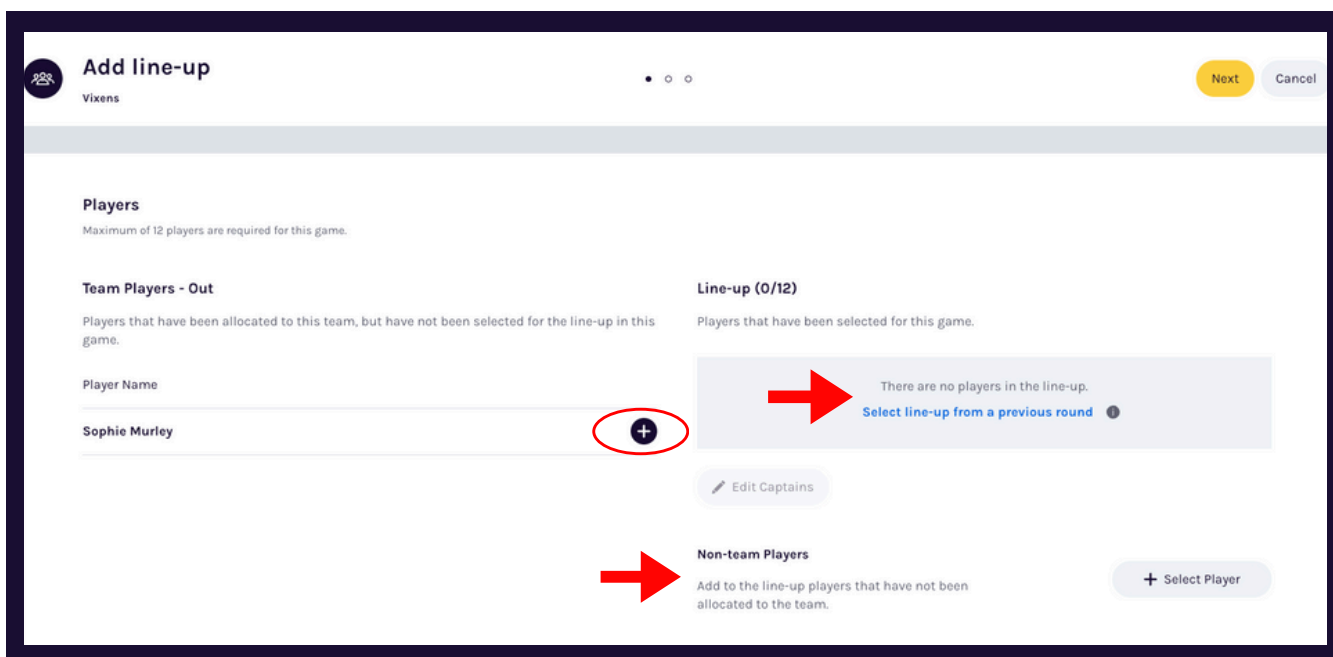 Add line-up
Vixens
Next
Cancel
Players
Maximum of 12 players are required for this game.
Team Players - Out
Players that have been allocated to this team, but have not been selected for the line-up in this
game.
Player Name
Sophie Murley
Line-up (0/12)
Players that have been selected for this game.
There are no players in the line-up.
Select line-up from a previous round
Edit Captains
Non-team Players
Add to the line-up players that have not been
allocated to the team.
+ Select Player